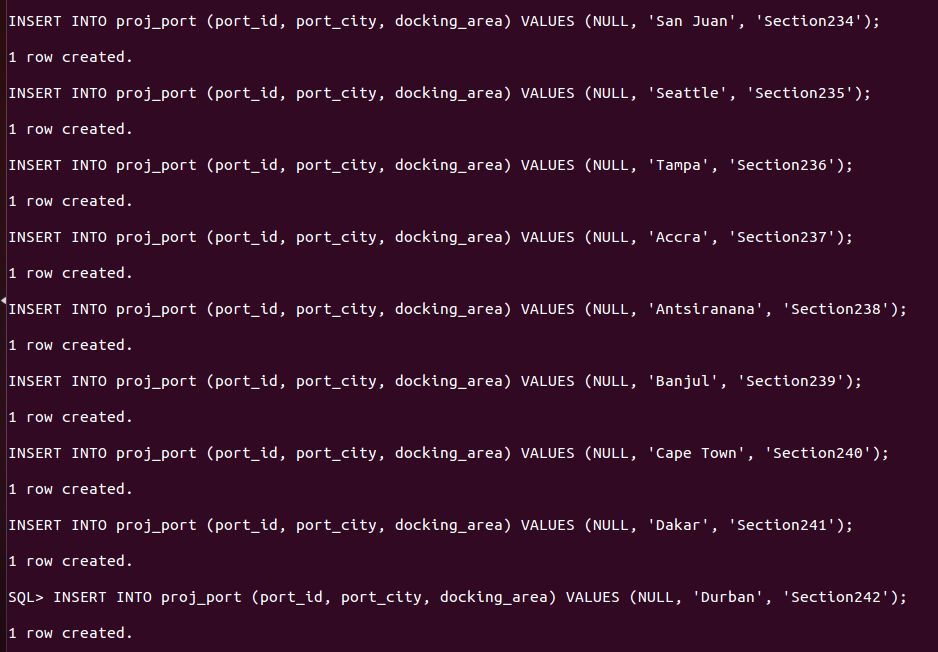 INSERT INTO proj_port (port_id, port_city, docking_area) VALUES (NULL, 'San Juan', 'Section234');
1 row created.
INSERT INTO proj_port (port_id, port_city, docking_area) VALUES (NULL, 'Seattle', 'Section235');
1 row created.
INSERT INTO proj_port (port_id, port_city, docking_area) VALUES (NULL, 'Tampa', 'Section236');
1 row created.
INSERT INTO proj_port (port_id, port_city, docking_area) VALUES (NULL, 'Accra', 'Section237');
1 row created.
INSERT INTO proj_port (port_id, port_city, docking_area) VALUES (NULL, 'Antsiranana', 'Section238');
1 row created.
INSERT INTO proj_port (port_id, port_city, docking_area) VALUES (NULL, 'Banjul', 'Section239');
1 row created.
INSERT INTO proj_port (port_id, port_city, docking_area) VALUES (NULL, 'Cape Town', 'Section240');
1 row created.
INSERT INTO proj_port (port_id, port_city, docking_area) VALUES (NULL, 'Dakar', 'Section241');
1 row created.
SQL> INSERT INTO proj_port (port_id, port_city, docking_area) VALUES (NULL, 'Durban', 'Section242');
1 row created.